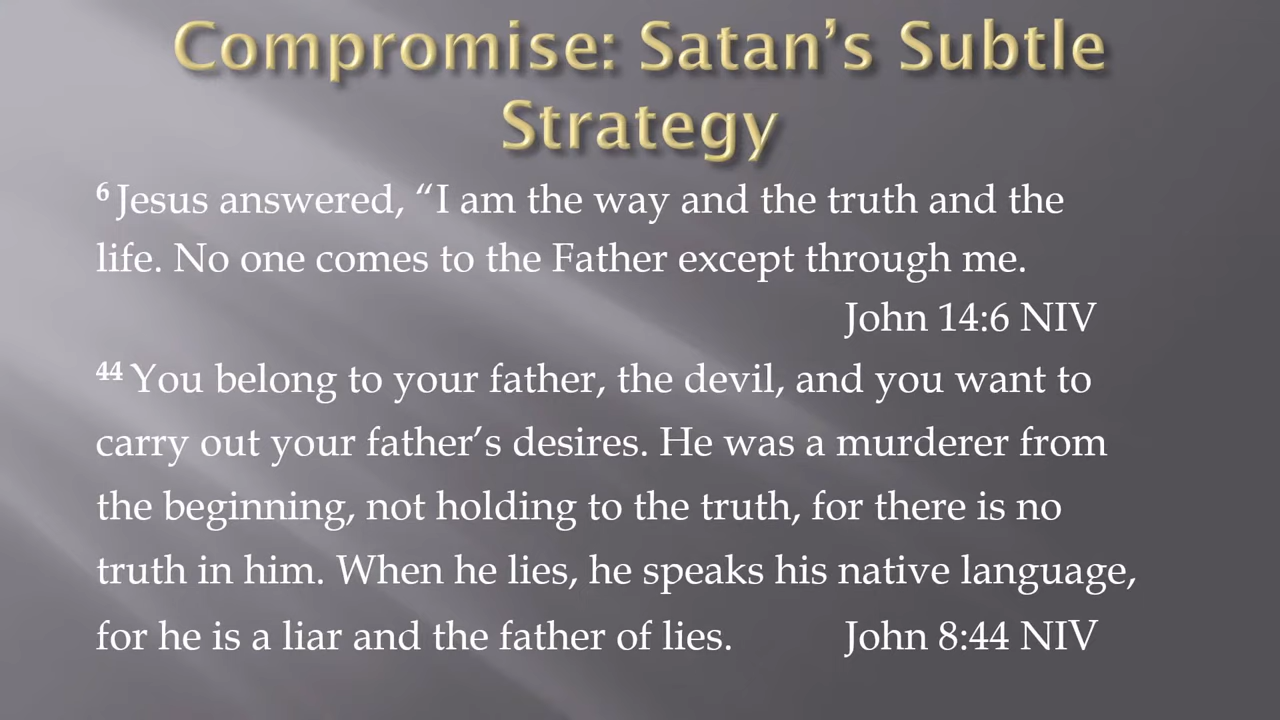 Compromise: Satan’s Subtle
Strategy
6 Jesus answered, “I am the way and the truth and the
life. No one comes to the Father except through me.
John 14:6 NIV
44 You belong to your father, the devil, and you want to
carry out your father’s desires. He was a murderer from
the beginning, not holding to the truth, for there is no
truth in him. When he lies, he speaks his native language,
for he is a liar and the father of lies. John 8:44 NIV